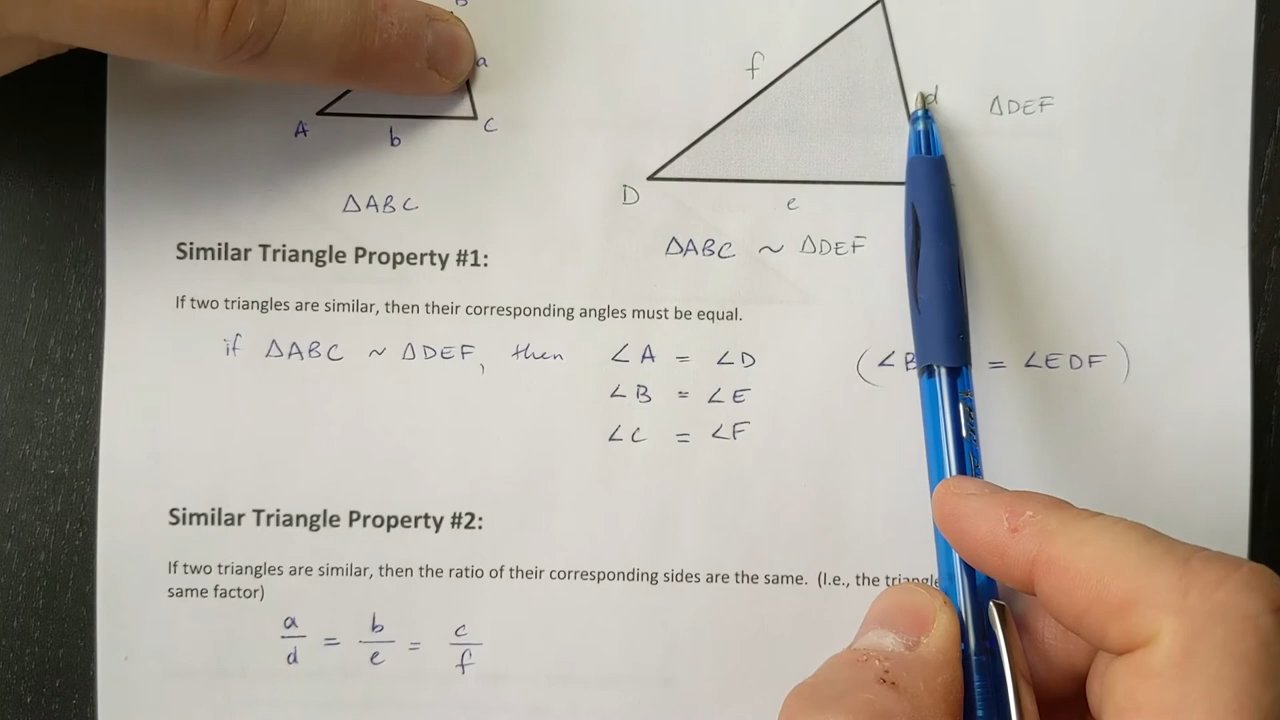 a
f
d
ΔDEF
A
b
C
D
e
ΔABC
ΔABC ~ ΔDEF
Similar Triangle Property #1:
If two triangles are similar, then their corresponding angles must be equal.
if ΔABC ~ ΔDEF, then ∠A = ∠D (∠B = ∠EDF)
∠B = ∠E
∠C = ∠F
Similar Triangle Property #2:
If two triangles are similar, then the ratio of their corresponding sides are the same. (I.e., the triangle
same factor)
a/d = b/e = c/f